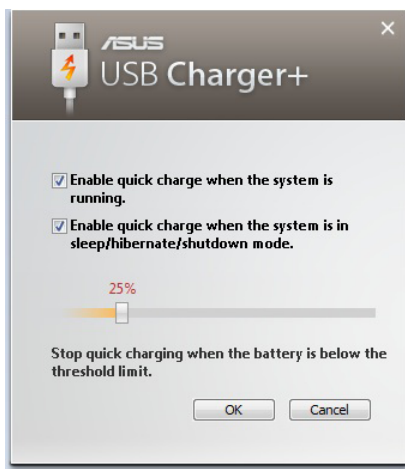 ASUS
USB Charger+
Enable quick charge when the system is
running.
Enable quick charge when the system is in
sleep/hibernate/shutdown mode.
25%
Stop quick charging when the battery is below the
threshold limit.
OK Cancel